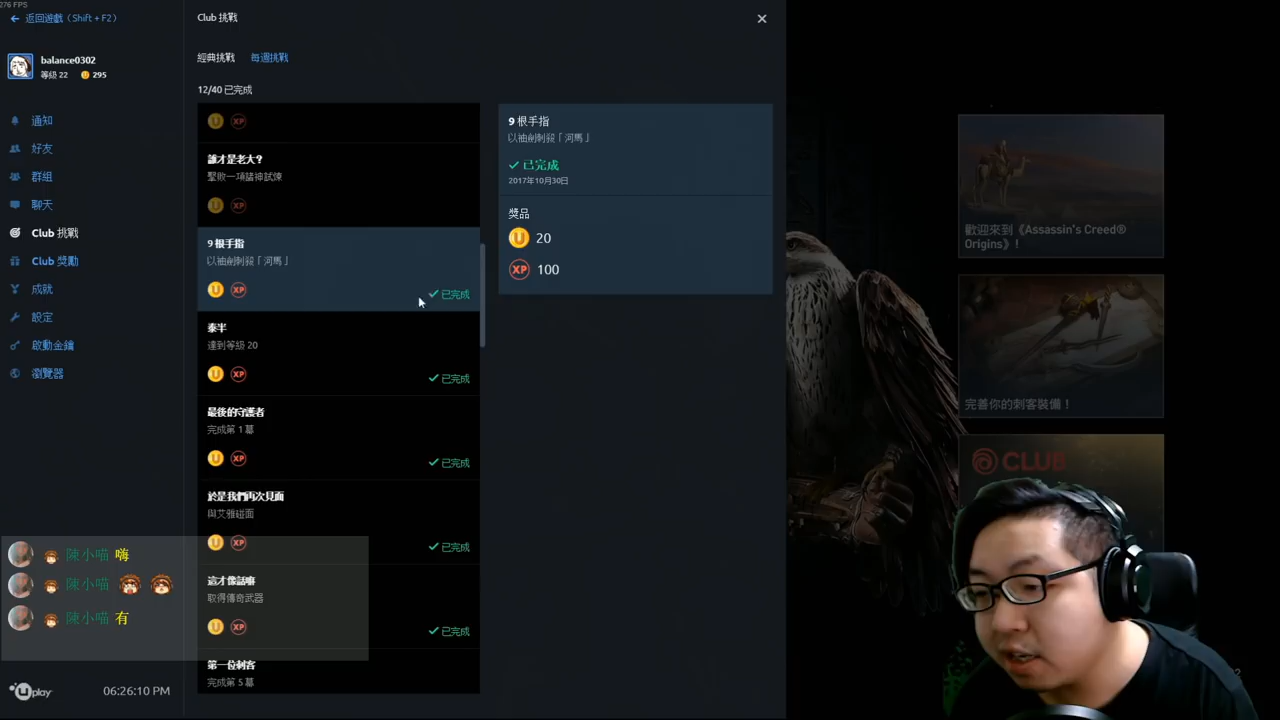 276 FPS
返回遊戲（Shift + F2）
balance0302
等級 22 295
通知
好友
群組
聊天
Club 挑戰
Club 獎勵
成就
設定
啟動金鑰
瀏覽器
陳小喵 嗨
陳小喵
陳小喵 有
Uplay
06:26:10 PM
Club 挑戰
經典挑戰 每週挑戰
12/40 已完成
XP
誰才是老大？
擊敗一項諸神試煉
XP
9 根手指
以袖劍刺殺「河馬」
XP
已完成
泰半
達到等級 20
XP
已完成
最後的守護者
完成第 1 幕
XP
已完成
於是我們再次見面
與艾雅碰面
XP
已完成
這才像話嘛
取得傳奇武器
XP
已完成
第一位刺客
完成第 5 幕
9 根手指
以袖劍刺殺「河馬」
已完成
2017年10月30日
獎品
20
XP 100
歡迎來到《Assassin's Creed®
Origins》！
完善你的刺客裝備！
CLUB